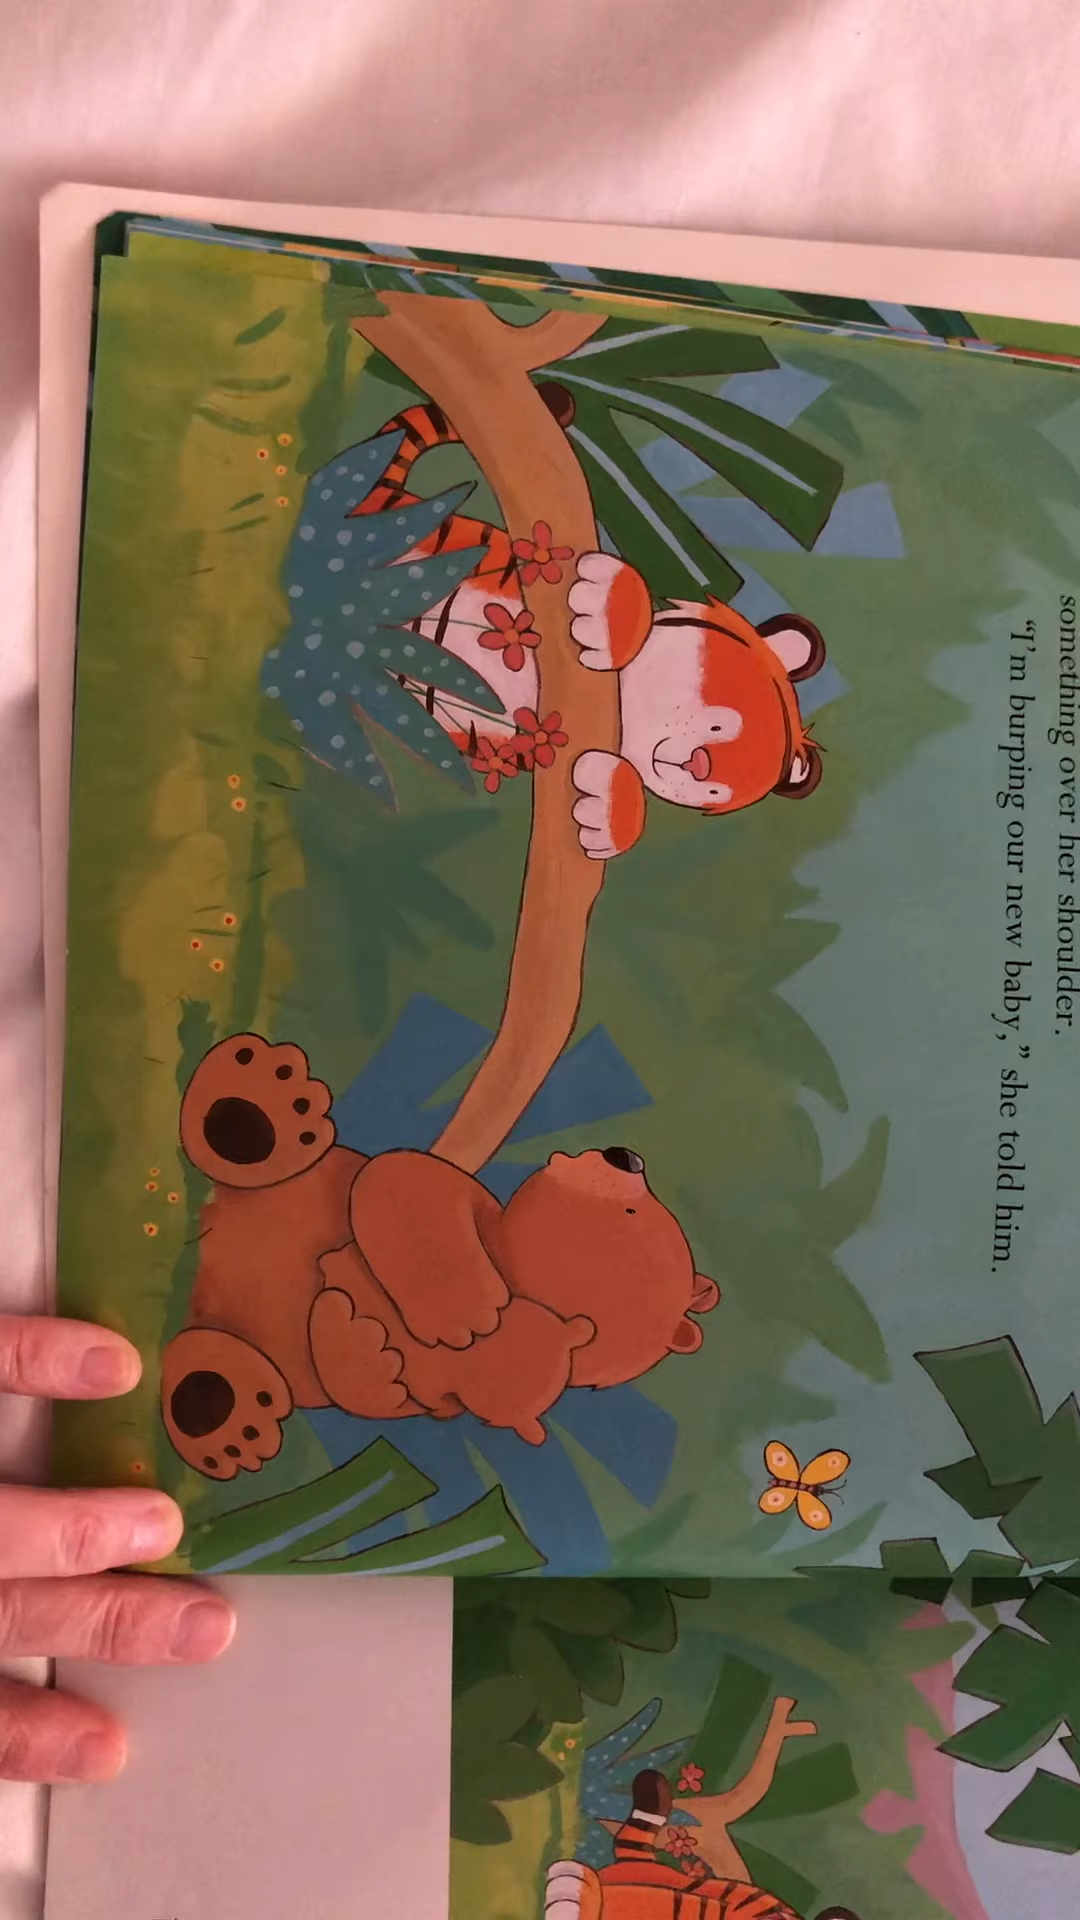 something over her shoulder.
“I’m burping our new baby,” she told him.